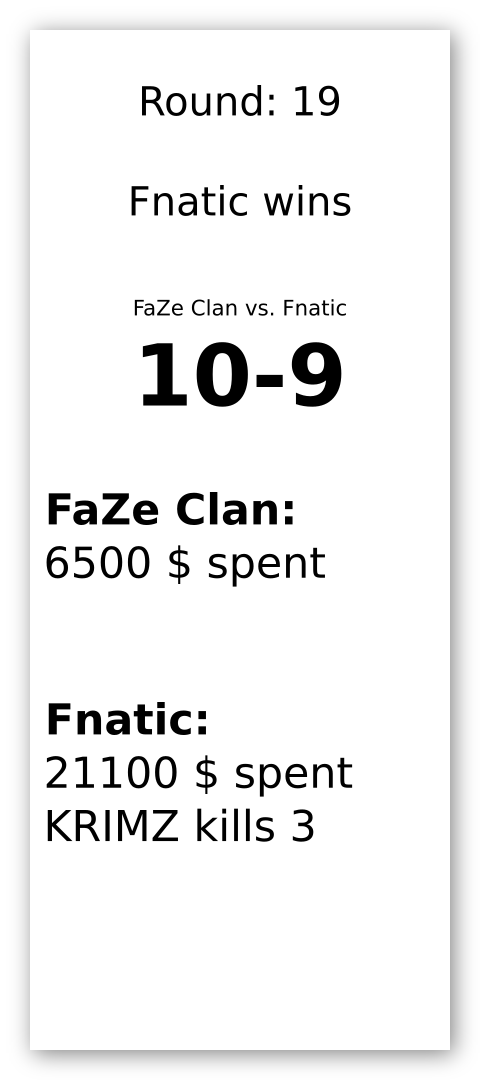 Round: 19
Fnatic wins
FaZe Clan vs. Fnatic
10-9
FaZe Clan:
6500 $ spent
Fnatic:
21100 $ spent
KRIMZ kills 3